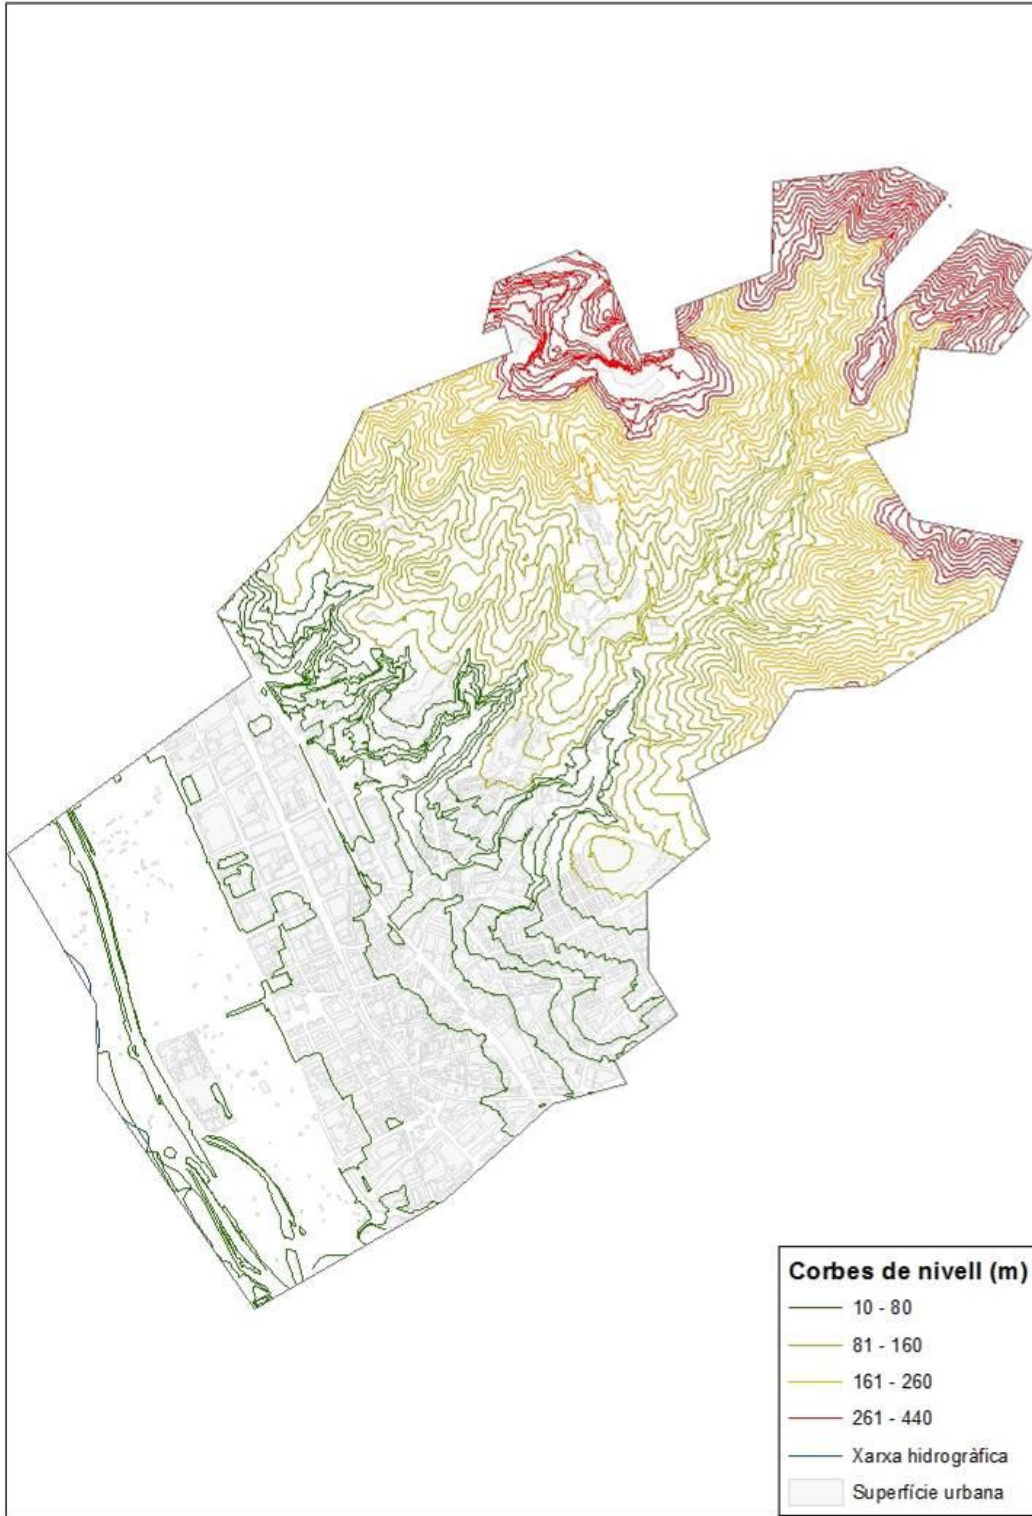 Corbes de nivell (m)
10 - 80
81 - 160
161 - 260
261 - 440
Xarxa hidrogràfica
Superfície urbana